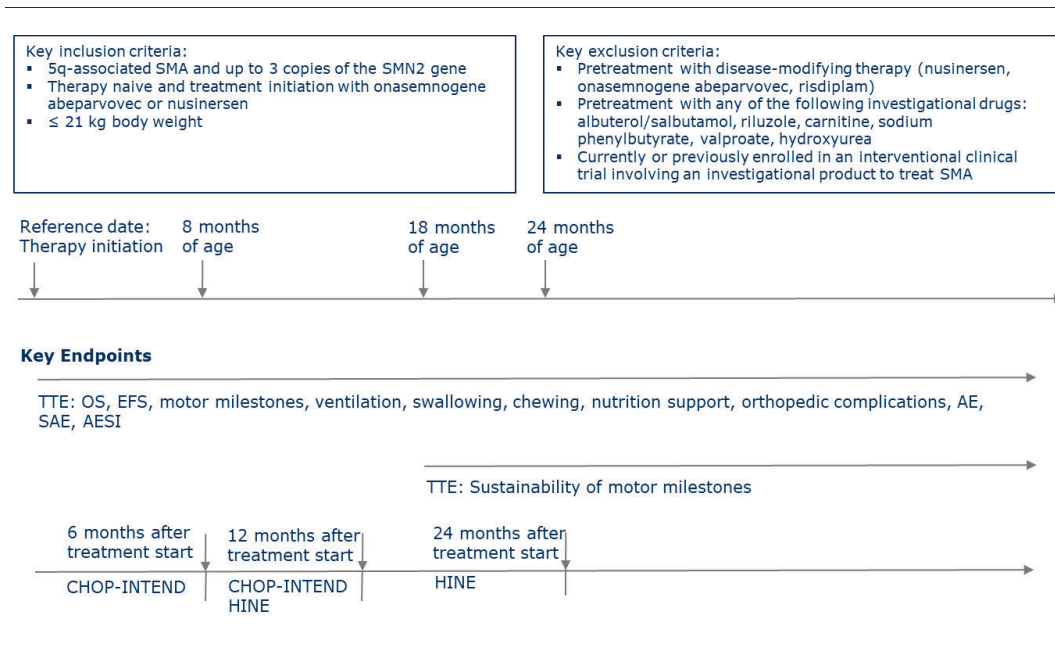 Key inclusion criteria:
▪ 5q-associated SMA and up to 3 copies of the SMN2 gene
▪ Therapy naive and treatment initiation with onasemnogene
abeparvovec or nusinersen
▪ ≤ 21 kg body weight
Key exclusion criteria:
▪ Pretreatment with disease-modifying therapy (nusinersen,
onasemnogene abeparvovec, risdiplam)
▪ Pretreatment with any of the following investigational drugs:
albuterol/salbutamol, riluzole, carnitine, sodium
phenylbutyrate, valproate, hydroxyurea
▪ Currently or previously enrolled in an interventional clinical
trial involving an investigational product to treat SMA
Reference date:
Therapy initiation
8 months
of age
18 months
of age
24 months
of age
Key Endpoints
TTE: OS, EFS, motor milestones, ventilation, swallowing, chewing, nutrition support, orthopedic complications, AE,
SAE, AESI
TTE: Sustainability of motor milestones
6 months after
treatment start
12 months after
treatment start
24 months after
treatment start
CHOP-INTEND
CHOP-INTEND
HINE
HINE